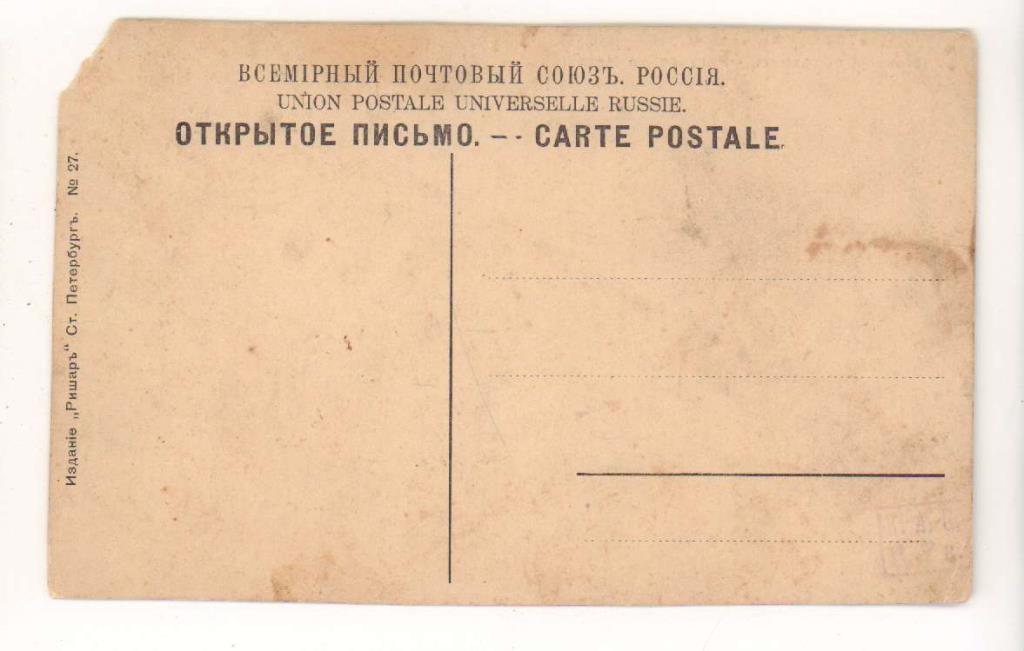 ВСЕМІРНЫЙ ПОЧТОВЫЙ СОЮЗЪ. РОССІЯ.
UNION POSTALE UNIVERSELLE RUSSIE.
ОТКРЫТОЕ ПИСЬМО. — - CARTE POSTALE.
Изданіе „Ришаръ“ Ст. Петербургъ. № 27.